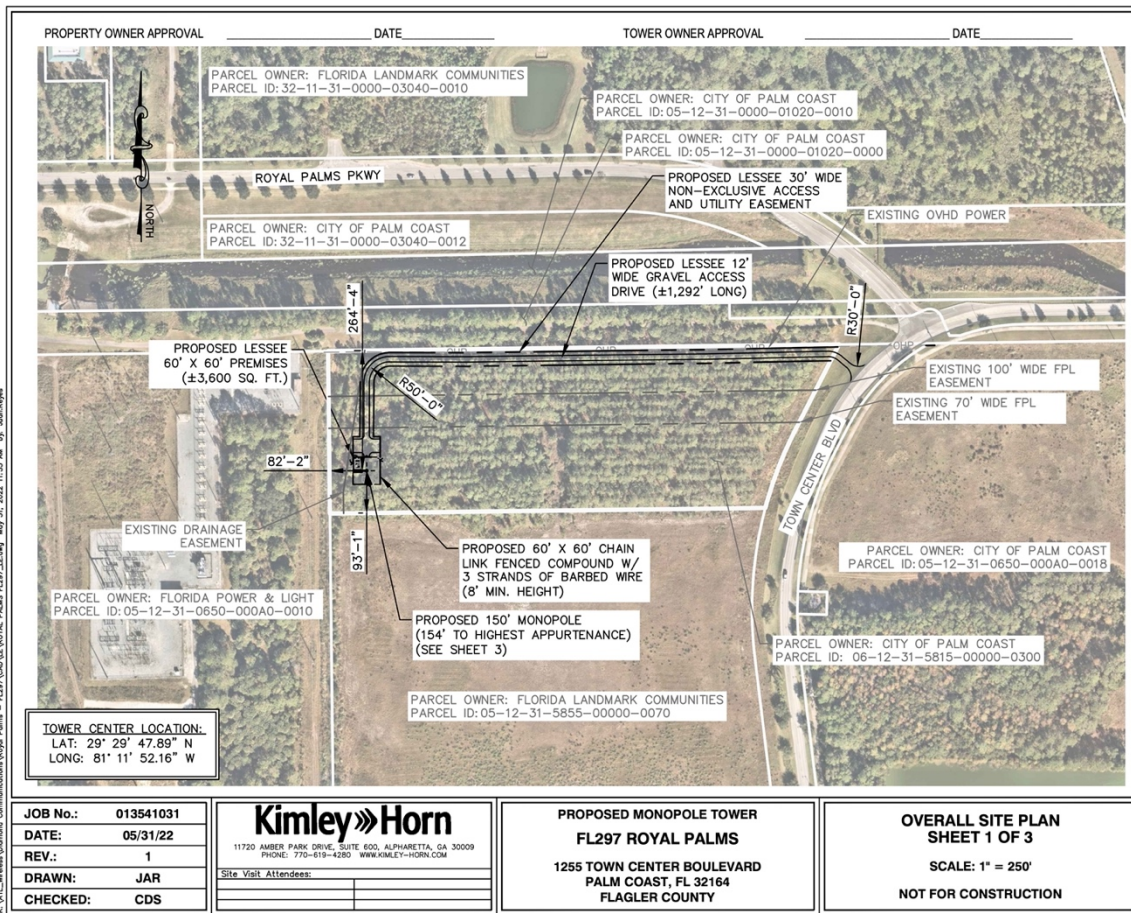 PROPERTY OWNER APPROVAL ____________________ DATE____________
TOWER OWNER APPROVAL ____________________ DATE____________
PARCEL OWNER: FLORIDA LANDMARK COMMUNITIES
PARCEL ID: 32-11-31-0000-03040-0010
PARCEL OWNER: CITY OF PALM COAST
PARCEL ID: 05-12-31-0000-01020-0010
PARCEL OWNER: CITY OF PALM COAST
PARCEL ID: 05-12-31-0000-01020-0000
NORTH
ROYAL PALMS PKWY
PROPOSED LESSEE 30' WIDE
NON-EXCLUSIVE ACCESS
AND UTILITY EASEMENT
EXISTING OVHD POWER
PARCEL OWNER: CITY OF PALM COAST
PARCEL ID: 32-11-31-0000-03040-0012
PROPOSED LESSEE 12'
WIDE GRAVEL ACCESS
DRIVE (±1,292' LONG)
264'-4"
R30'-0"
PROPOSED LESSEE
60' X 60' PREMISES
(±3,600 SQ. FT.)
OHP
OHP
OHP
OHP
R50'-0"
EXISTING 100' WIDE FPL
EASEMENT
EXISTING 70' WIDE FPL
EASEMENT
82'-2"
TOWN CENTER BLVD
EXISTING DRAINAGE
EASEMENT
93'-1"
PROPOSED 60' X 60' CHAIN
LINK FENCED COMPOUND W/
3 STRANDS OF BARBED WIRE
(8' MIN. HEIGHT)
PARCEL OWNER: CITY OF PALM COAST
PARCEL ID: 05-12-31-0650-000A0-0018
PARCEL OWNER: FLORIDA POWER & LIGHT
PARCEL ID: 05-12-31-0650-000A0-0010
PROPOSED 150' MONOPOLE
(154' TO HIGHEST APPURTENANCE)
(SEE SHEET 3)
PARCEL OWNER: CITY OF PALM COAST
PARCEL ID: 06-12-31-5815-00000-0300
PARCEL OWNER: FLORIDA LANDMARK COMMUNITIES
PARCEL ID: 05-12-31-5855-00000-0070
TOWER CENTER LOCATION:
LAT: 29° 29' 47.89" N
LONG: 81° 11' 52.16" W
JOB No.: 013541031
DATE: 05/31/22
REV.: 1
DRAWN: JAR
CHECKED: CDS
Kimley»Horn
11720 AMBER PARK DRIVE, SUITE 600, ALPHARETTA, GA 30009
PHONE: 770-619-4280 WWW.KIMLEY-HORN.COM
Site Visit Attendees:
PROPOSED MONOPOLE TOWER
FL297 ROYAL PALMS
1255 TOWN CENTER BOULEVARD
PALM COAST, FL 32164
FLAGLER COUNTY
OVERALL SITE PLAN
SHEET 1 OF 3
SCALE: 1" = 250'
NOT FOR CONSTRUCTION